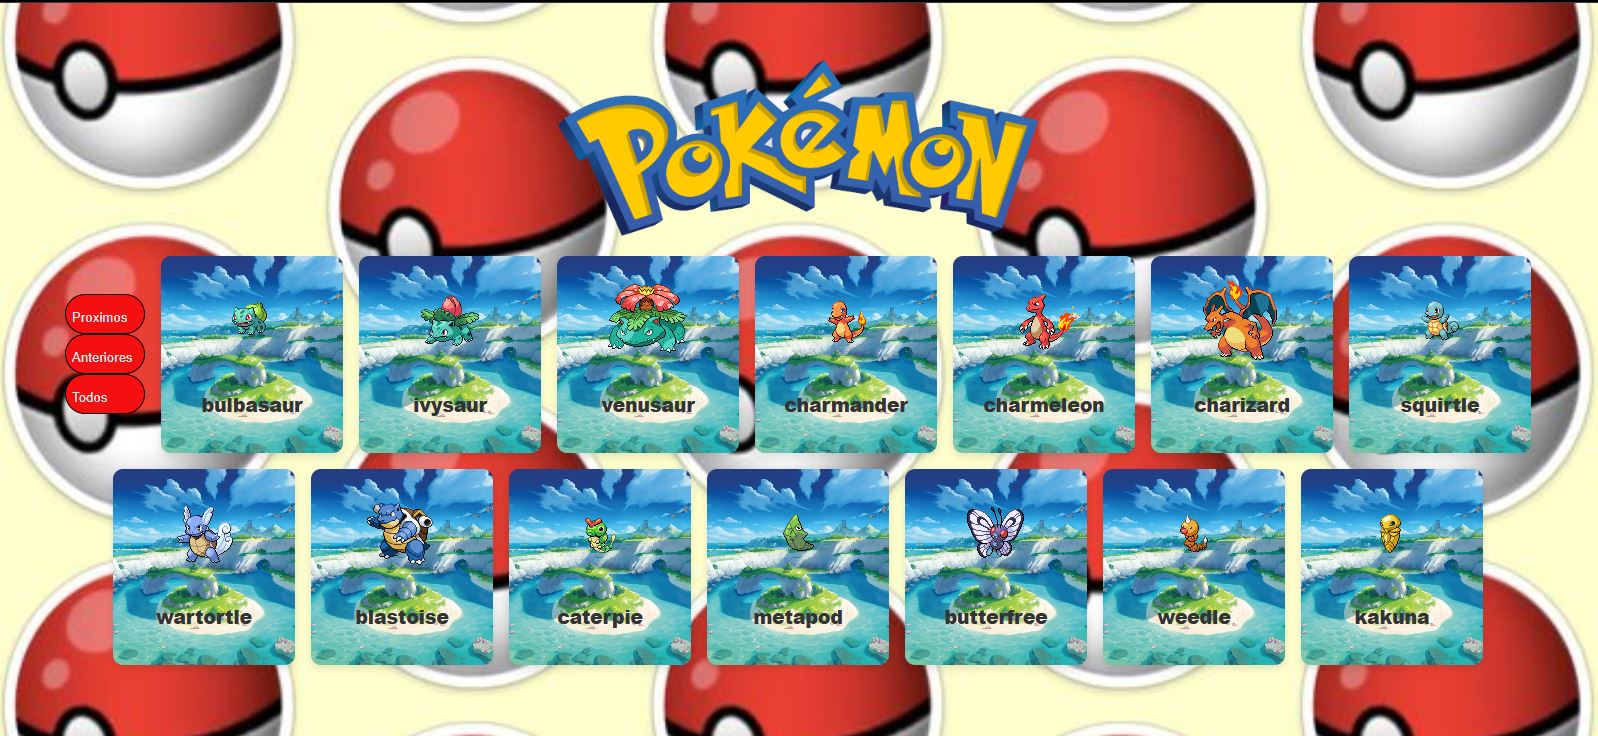 Pokémon
Proximos
Anteriores
Todos
bulbasaur
ivysaur
venusaur
charmander
charmeleon
charizard
squirtle
wartortle
blastoise
caterpie
metapod
butterfree
weedle
kakuna